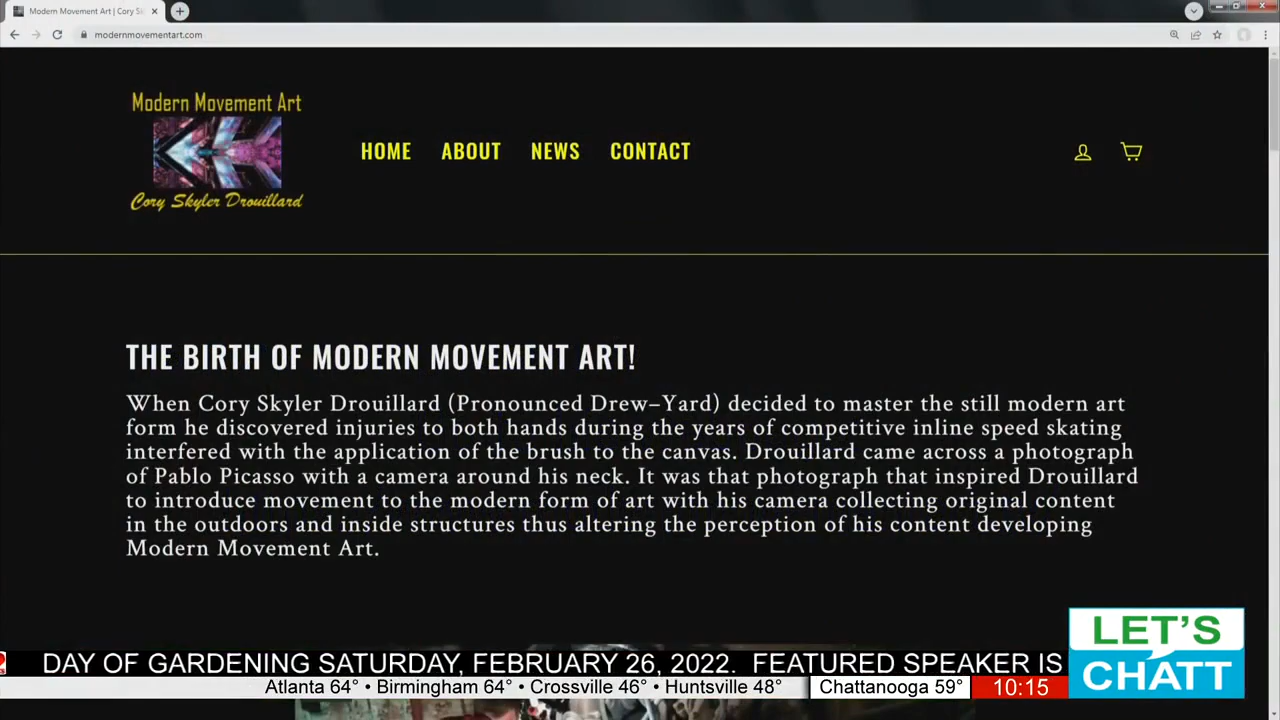 Modern Movement Art | Cory Sk
modernmovementart.com
Modern Movement Art
Cory Skyler Drouillard
HOME ABOUT NEWS CONTACT
THE BIRTH OF MODERN MOVEMENT ART!
When Cory Skyler Drouillard (Pronounced Drew–Yard) decided to master the still modern art
form he discovered injuries to both hands during the years of competitive inline speed skating
interfered with the application of the brush to the canvas. Drouillard came across a photograph
of Pablo Picasso with a camera around his neck. It was that photograph that inspired Drouillard
to introduce movement to the modern form of art with his camera collecting original content
in the outdoors and inside structures thus altering the perception of his content developing
Modern Movement Art.
DAY OF GARDENING SATURDAY, FEBRUARY 26, 2022. FEATURED SPEAKER IS
Atlanta 64° • Birmingham 64° • Crossville 46° • Huntsville 48° Chattanooga 59° 10:15
LET'S
CHATT